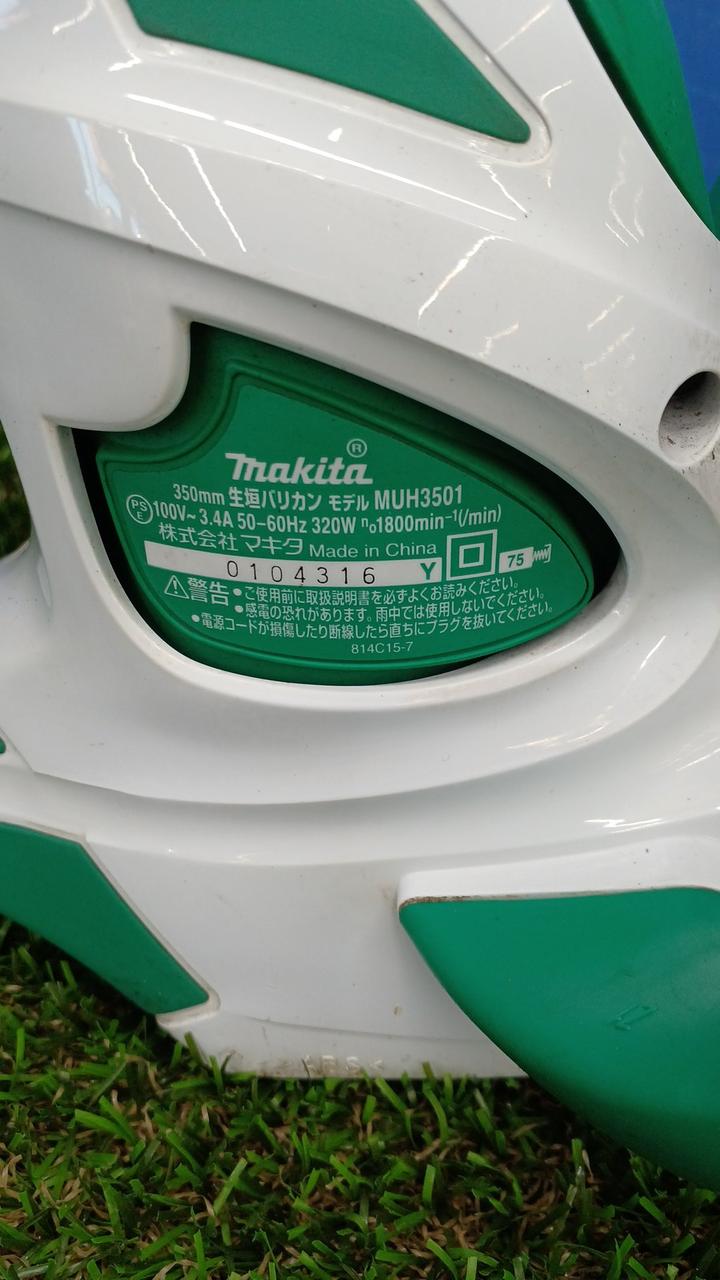 makita®
350mm 生垣バリカン モデル MUH3501
PSE 100V～ 3.4A 50-60Hz 320W n₀1800min⁻¹(/min)
株式会社マキタ Made in China
0104316 Y 75
⚠警告 ●ご使用前に取扱説明書を必ずよくお読みください。
●感電の恐れがあります。雨中では使用しないでください。
●電源コードが損傷したり断線したら直ちにプラグを抜いてください。
814C15-7